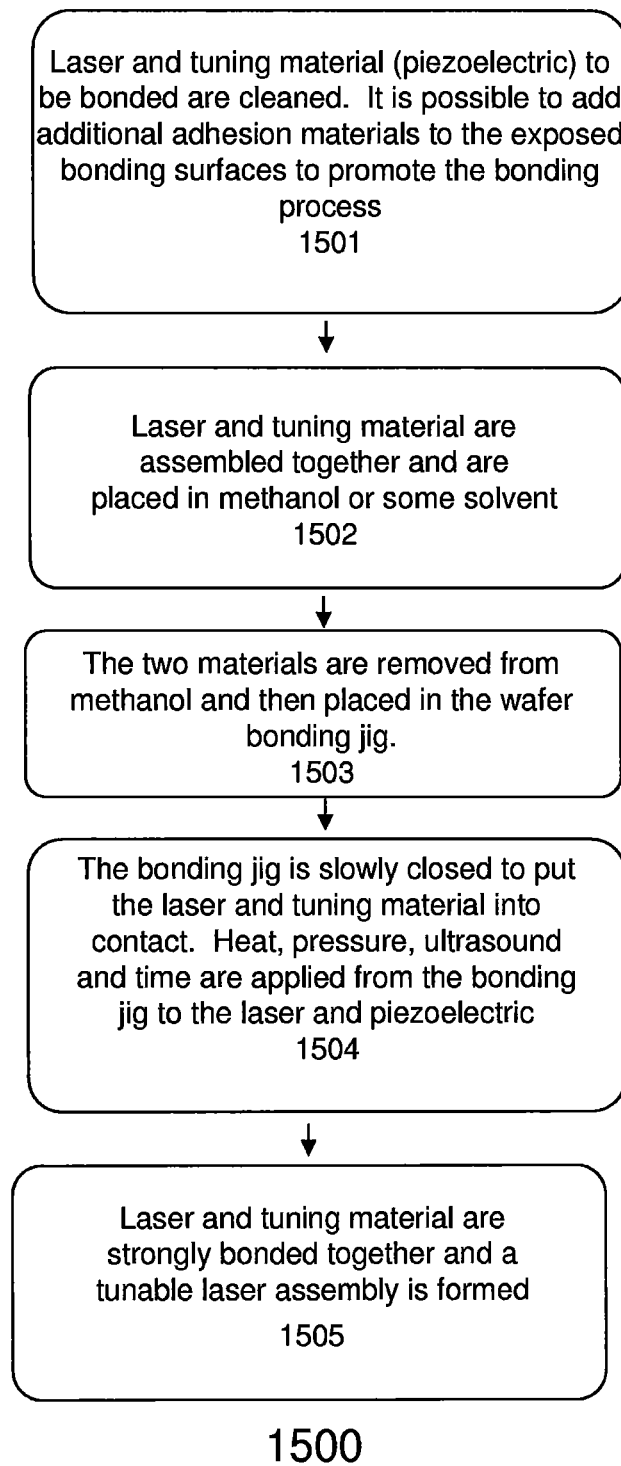 Laser and tuning material (piezoelectric) to
be bonded are cleaned. It is possible to add
additional adhesion materials to the exposed
bonding surfaces to promote the bonding
process
1501
Laser and tuning material are
assembled together and are
placed in methanol or some solvent
1502
The two materials are removed from
methanol and then placed in the wafer
bonding jig.
1503
The bonding jig is slowly closed to put
the laser and tuning material into
contact. Heat, pressure, ultrasound
and time are applied from the bonding
jig to the laser and piezoelectric
1504
Laser and tuning material are
strongly bonded together and a
tunable laser assembly is formed
1505
1500